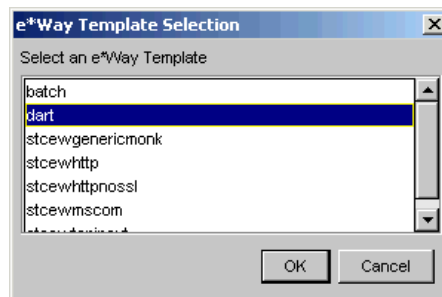 e*Way Template Selection
Select an e*Way Template
batch
dart
stcewgenericmonk
stcewhttp
stcewhttpnossl
stcewmscom
OK Cancel